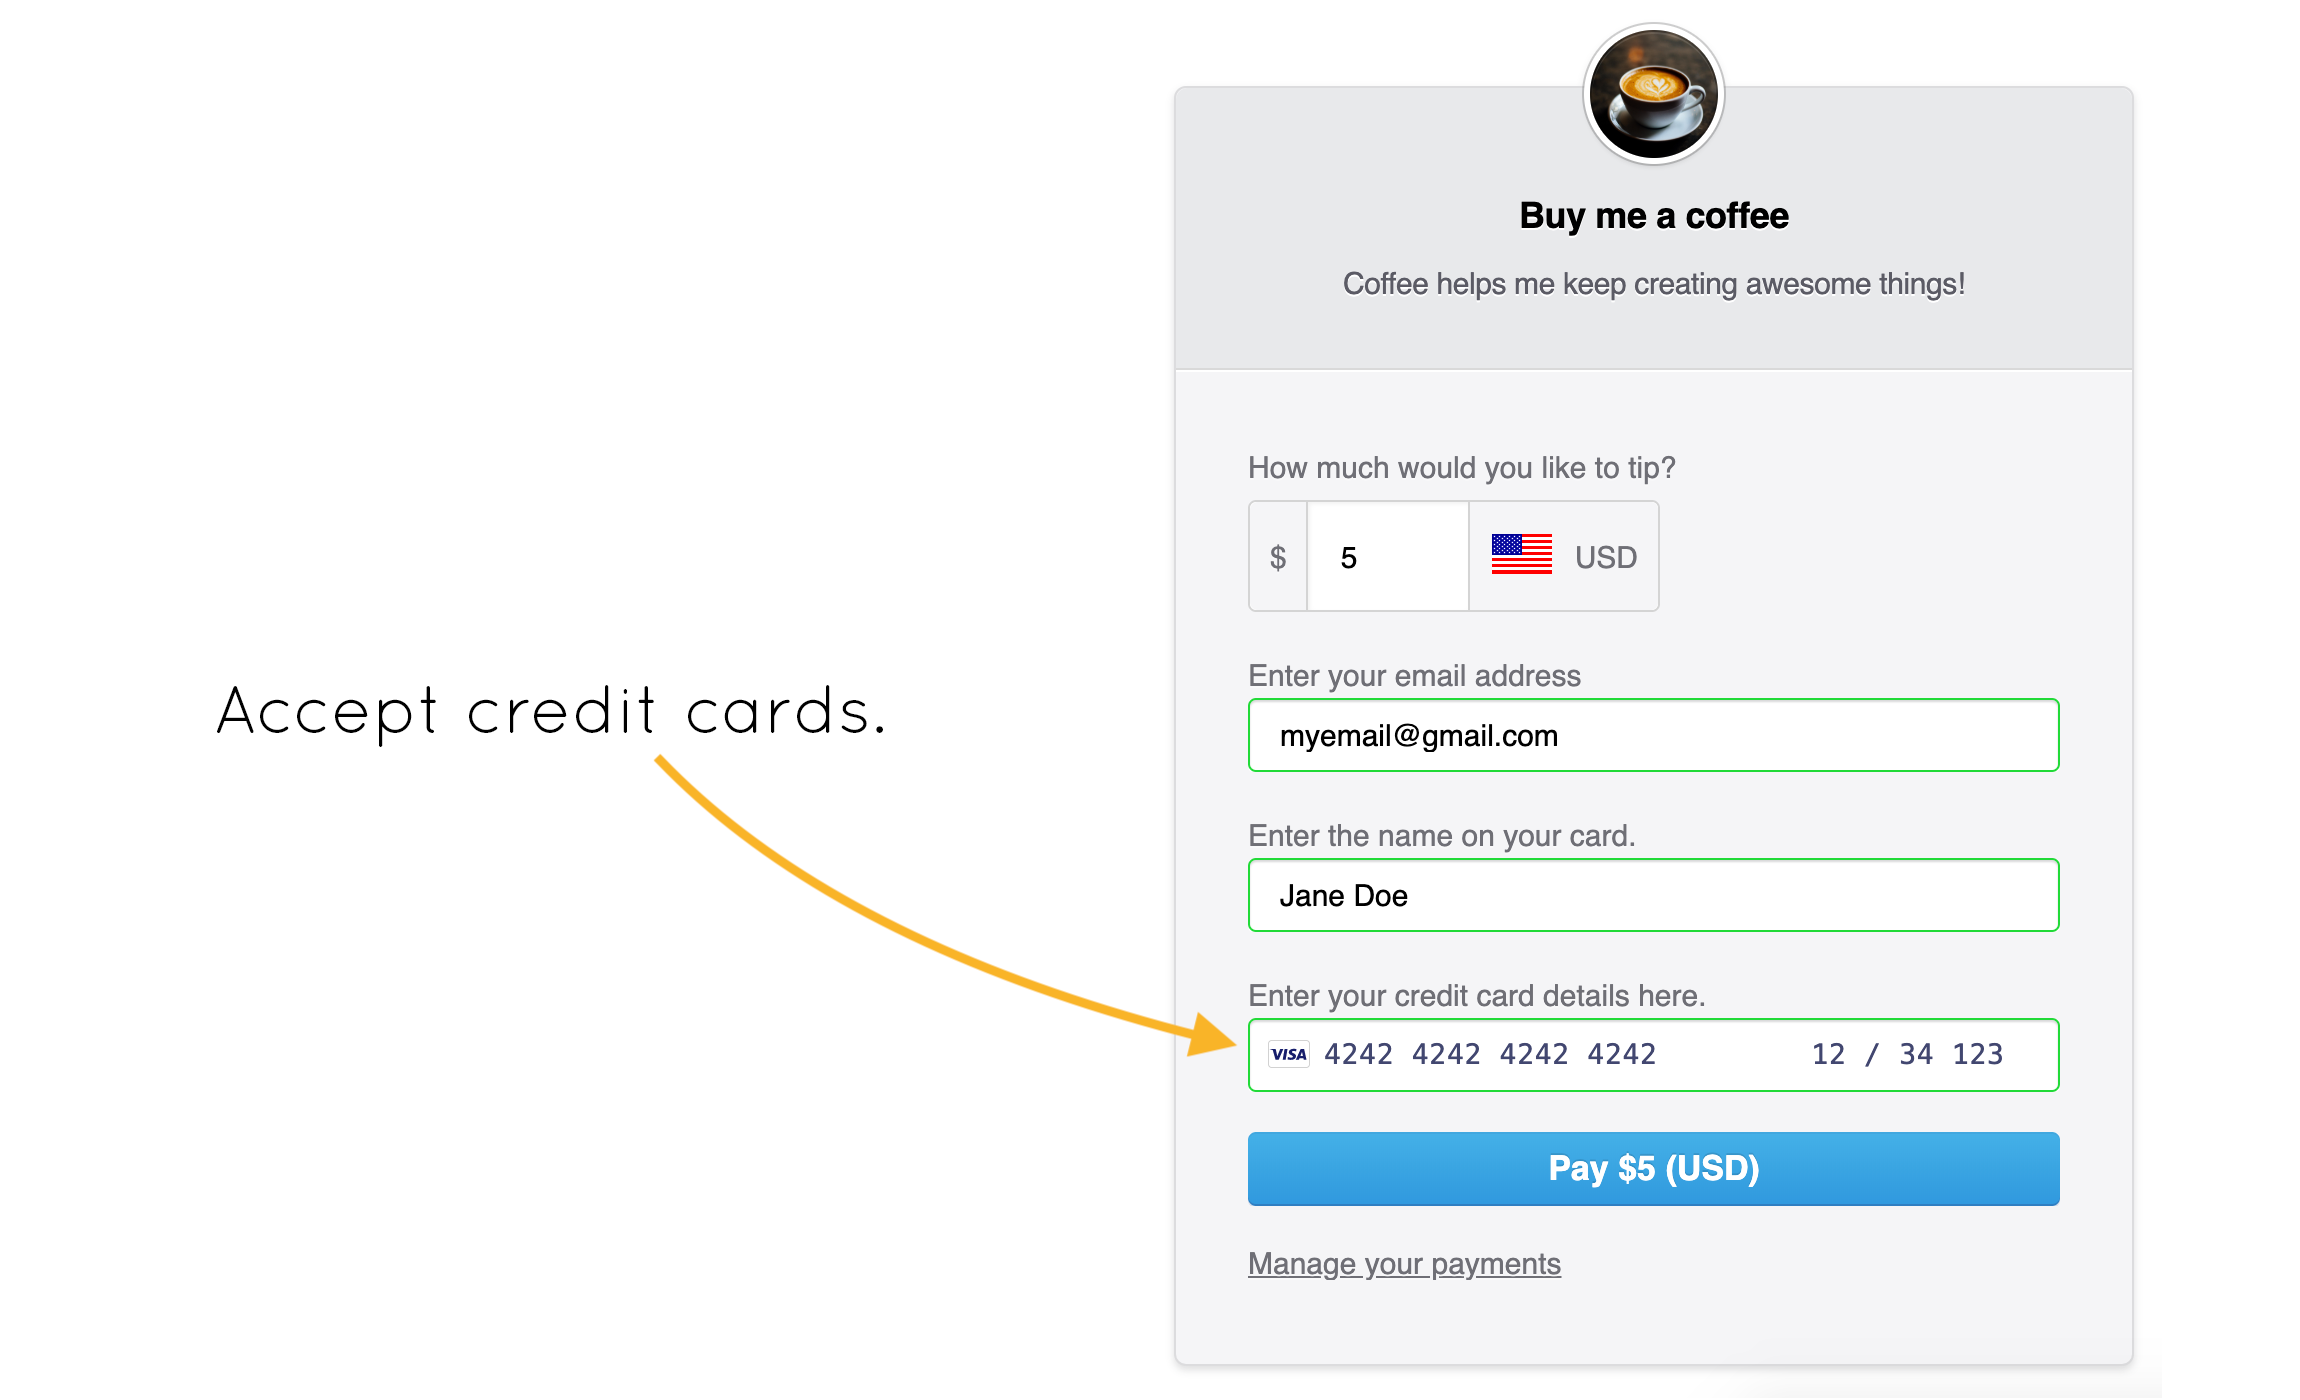 Buy me a coffee
Coffee helps me keep creating awesome things!
How much would you like to tip?
$ 5 USD
Enter your email address
myemail@gmail.com
Accept credit cards.
Enter the name on your card.
Jane Doe
Enter your credit card details here.
VISA 4242 4242 4242 4242 12 / 34 123
Pay $5 (USD)
Manage your payments